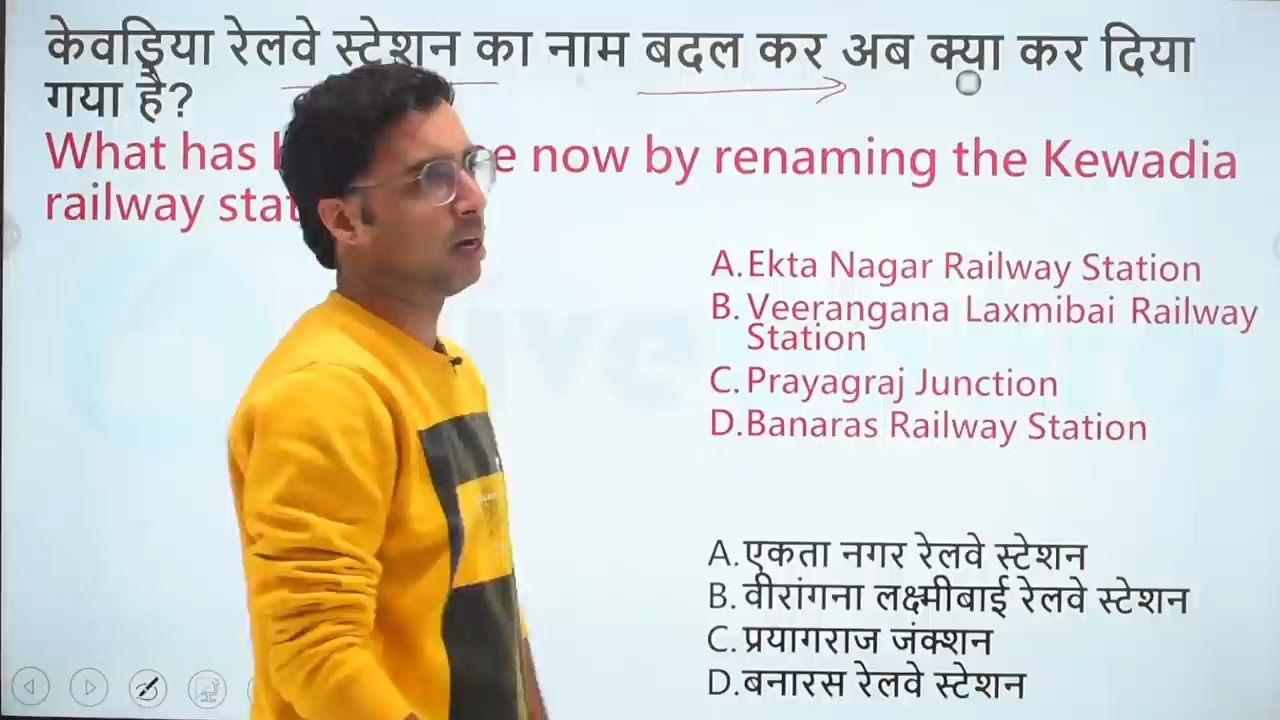 केवड़िया रेलवे स्टेशन का नाम बदल कर अब क्या कर दिया
गया है?
What has now by renaming the Kewadia
railway
A. Ekta Nagar Railway Station
B. Veerangana Laxmibai Railway
Station
C. Prayagraj Junction
D. Banaras Railway Station
A. एकता नगर रेलवे स्टेशन
B. वीरांगना लक्ष्मीबाई रेलवे स्टेशन
C. प्रयागराज जंक्शन
D. बनारस रेलवे स्टेशन